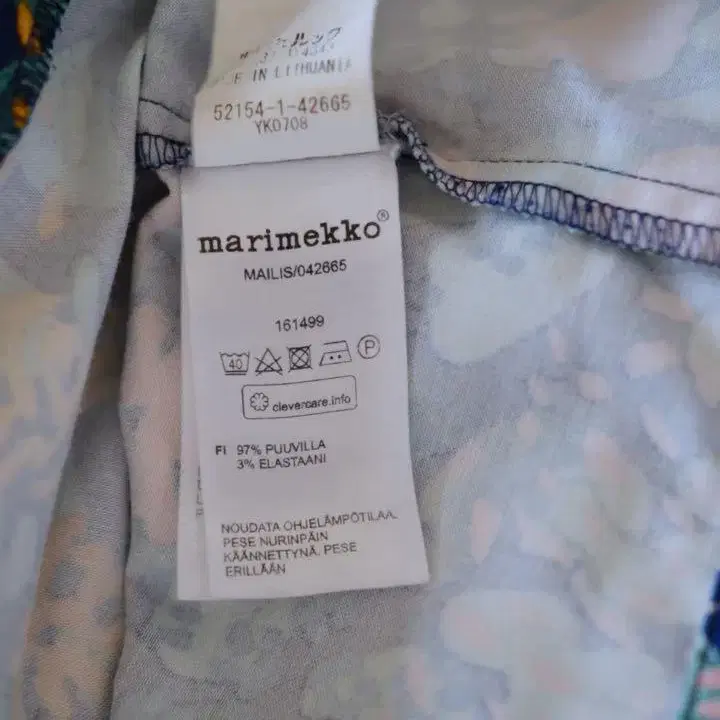 IN LITHUANIA
52154-1-42665
YK0708
marimekko®
MAILIS/042665
161499
40
P
clevercare.info
FI 97% PUUVILLA
3% ELASTAANI
NOUDATA OHJELÄMPÖTILAA,
PESE NURINPÄIN
KÄÄNNETTYNÄ, PESE
ERILLÄÄN